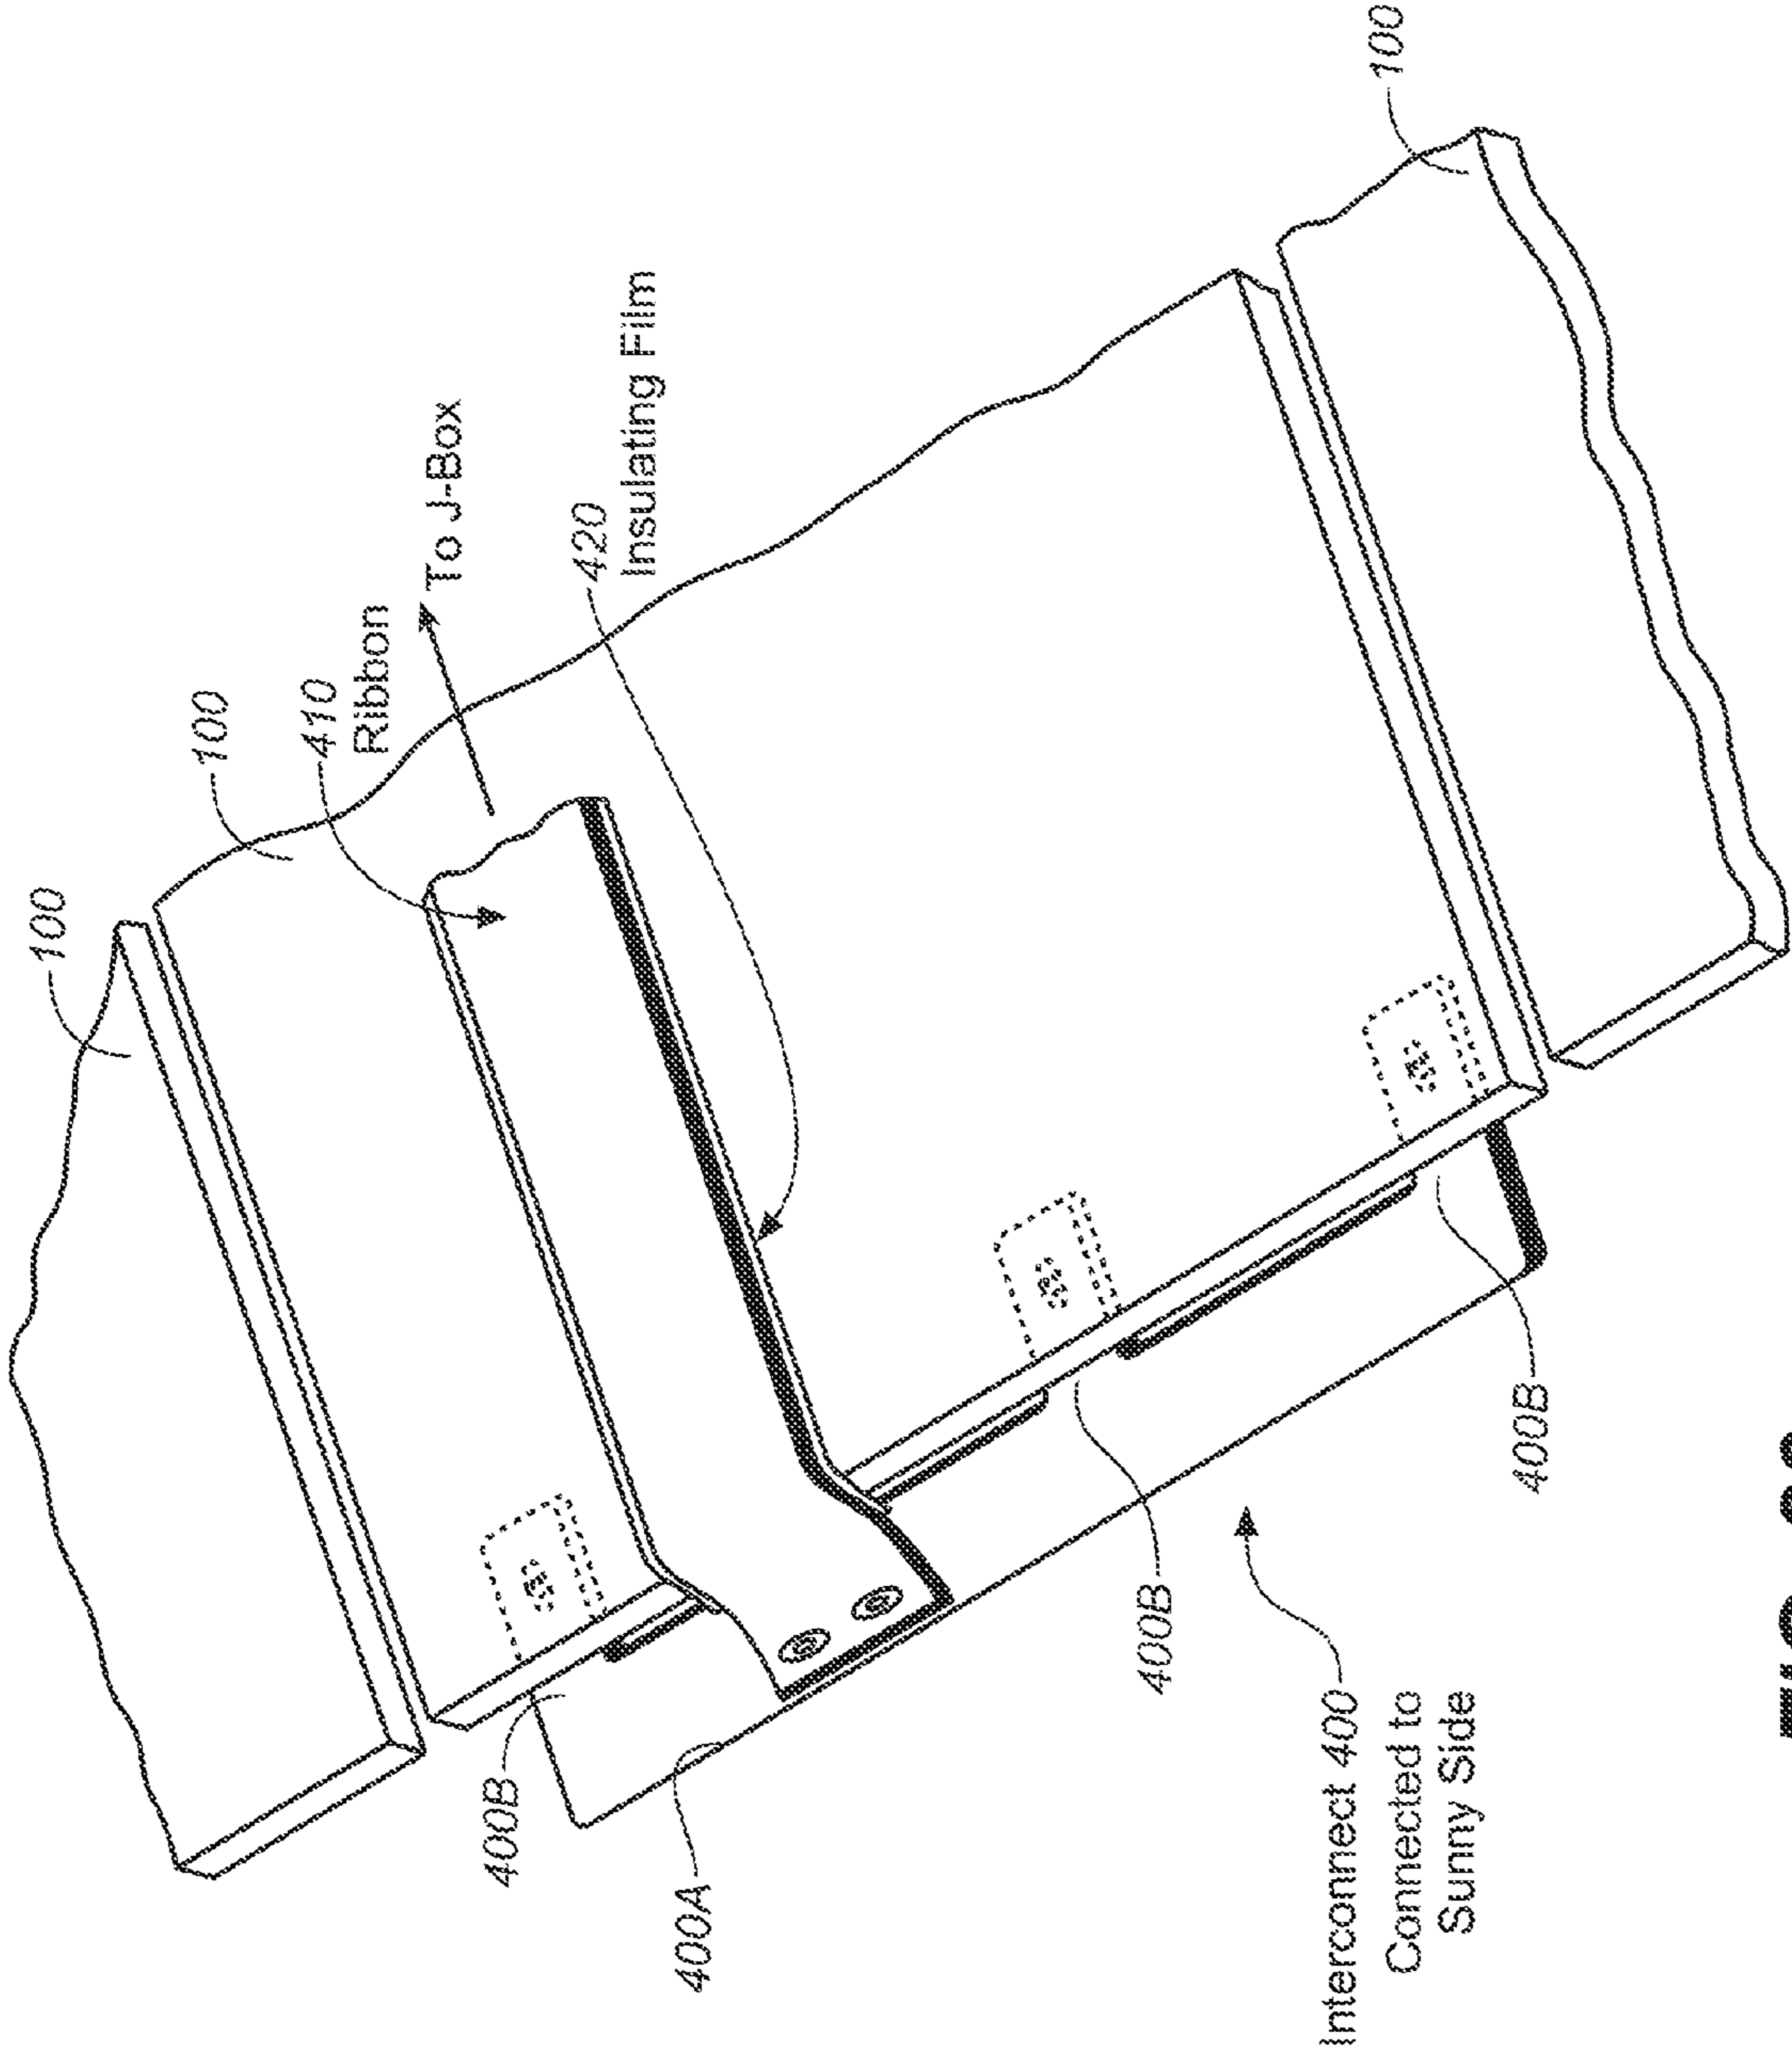 100
100
410
Ribbon
To J-Box
400B
420
Insulating Film
400A
400B
Interconnect 400
Connected to
Sunny Side
100
400B